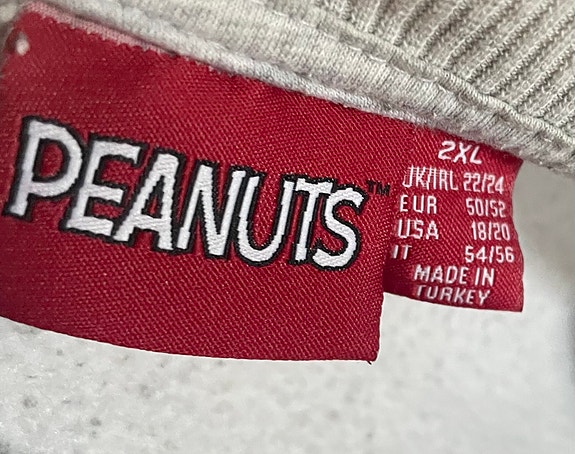 PEANUTS™
2XL
UK/IRL 22/24
EUR 50/52
USA 18/20
IT 54/56
MADE IN
TURKEY